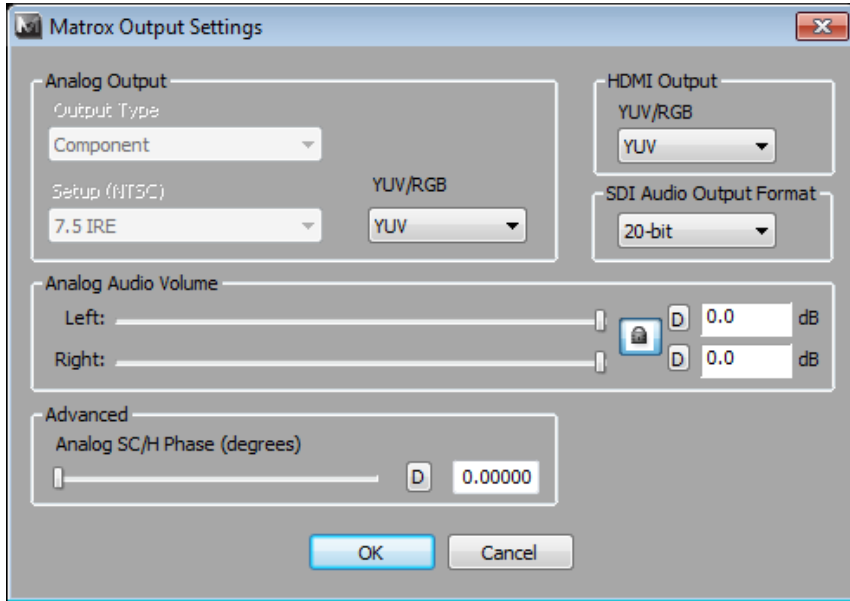 Matrox Output Settings
Analog Output
Output Type
Component
Setup (NTSC)
7.5 IRE
YUV/RGB
YUV
HDMI Output
YUV/RGB
YUV
SDI Audio Output Format
20-bit
Analog Audio Volume
Left:
D
0.0
dB
Right:
D
0.0
dB
Advanced
Analog SC/H Phase (degrees)
D
0.00000
OK
Cancel